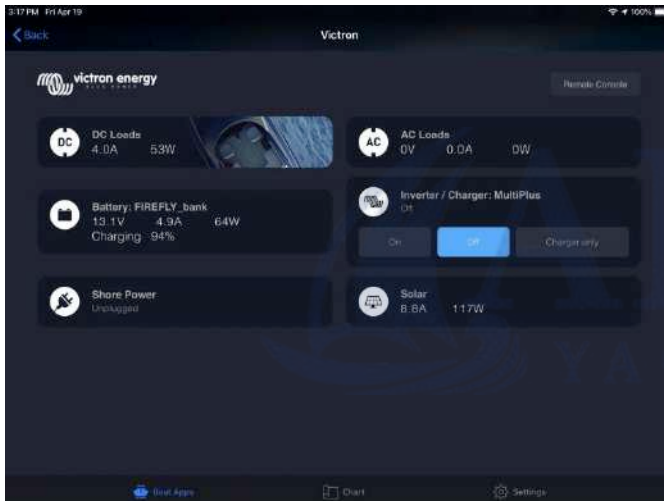 3:17 PM Fri Apr 19
100%
Back
Victron
victron energy
BLUE POWER
Remote Console
DC Loads
4.0A 53W
AC Loads
0V 0.0A 0W
Battery: FIREFLY_bank
13.1V 4.9A 64W
Charging 94%
Inverter / Charger: MultiPlus
Off
On Off Charger only
Shore Power
Unplugged
Solar
8.8A 117W
Boat Apps
Chart
Settings